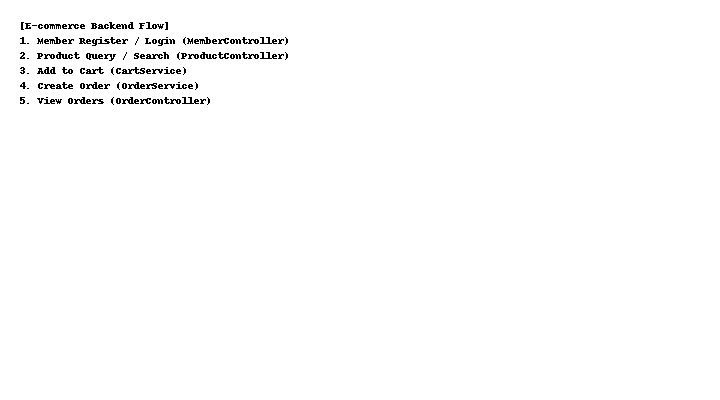 [E-commerce Backend Flow]
1. Member Register / Login (MemberController)
2. Product Query / Search (ProductController)
3. Add to Cart (CartService)
4. Create Order (OrderService)
5. View Orders (OrderController)